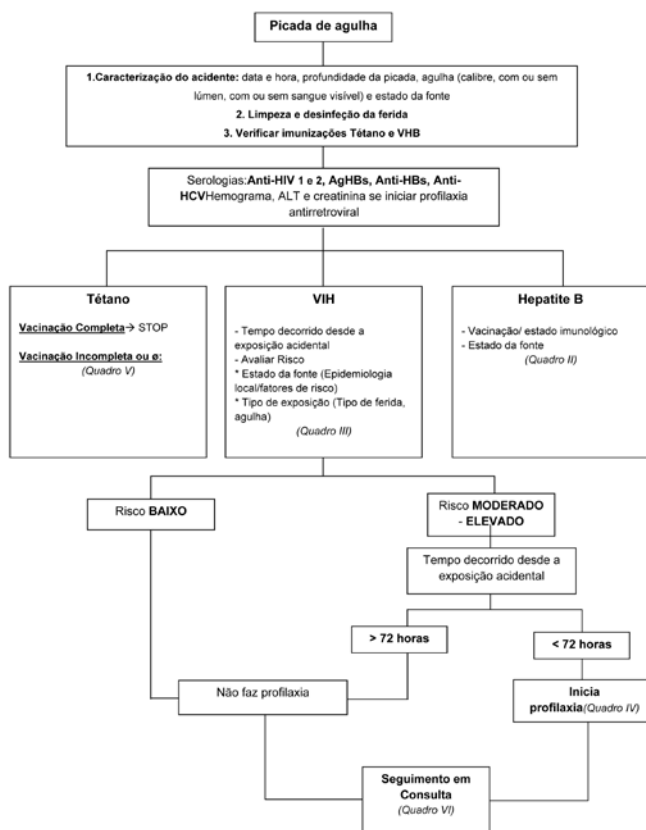 Picada de agulha
1.Caracterização do acidente: data e hora, profundidade da picada, agulha (calibre, com ou sem
lúmen, com ou sem sangue visível) e estado da fonte
2. Limpeza e desinfeção da ferida
3. Verificar imunizações Tétano e VHB
Serologias:Anti-HIV 1 e 2, AgHBs, Anti-HBs, Anti-
HCVHemograma, ALT e creatinina se iniciar profilaxia
antirretroviral
Tétano
Vacinação Completa→ STOP
Vacinação Incompleta ou ø:
(Quadro V)
VIH
- Tempo decorrido desde a
exposição acidental
- Avaliar Risco
* Estado da fonte (Epidemiologia
local/fatores de risco)
* Tipo de exposição (Tipo de ferida,
agulha)
(Quadro III)
Hepatite B
- Vacinação/ estado imunológico
- Estado da fonte
(Quadro II)
Risco BAIXO
Risco MODERADO
- ELEVADO
Tempo decorrido desde a
exposição acidental
> 72 horas
< 72 horas
Não faz profilaxia
Inicia
profilaxia(Quadro IV)
Seguimento em
Consulta
(Quadro VI)